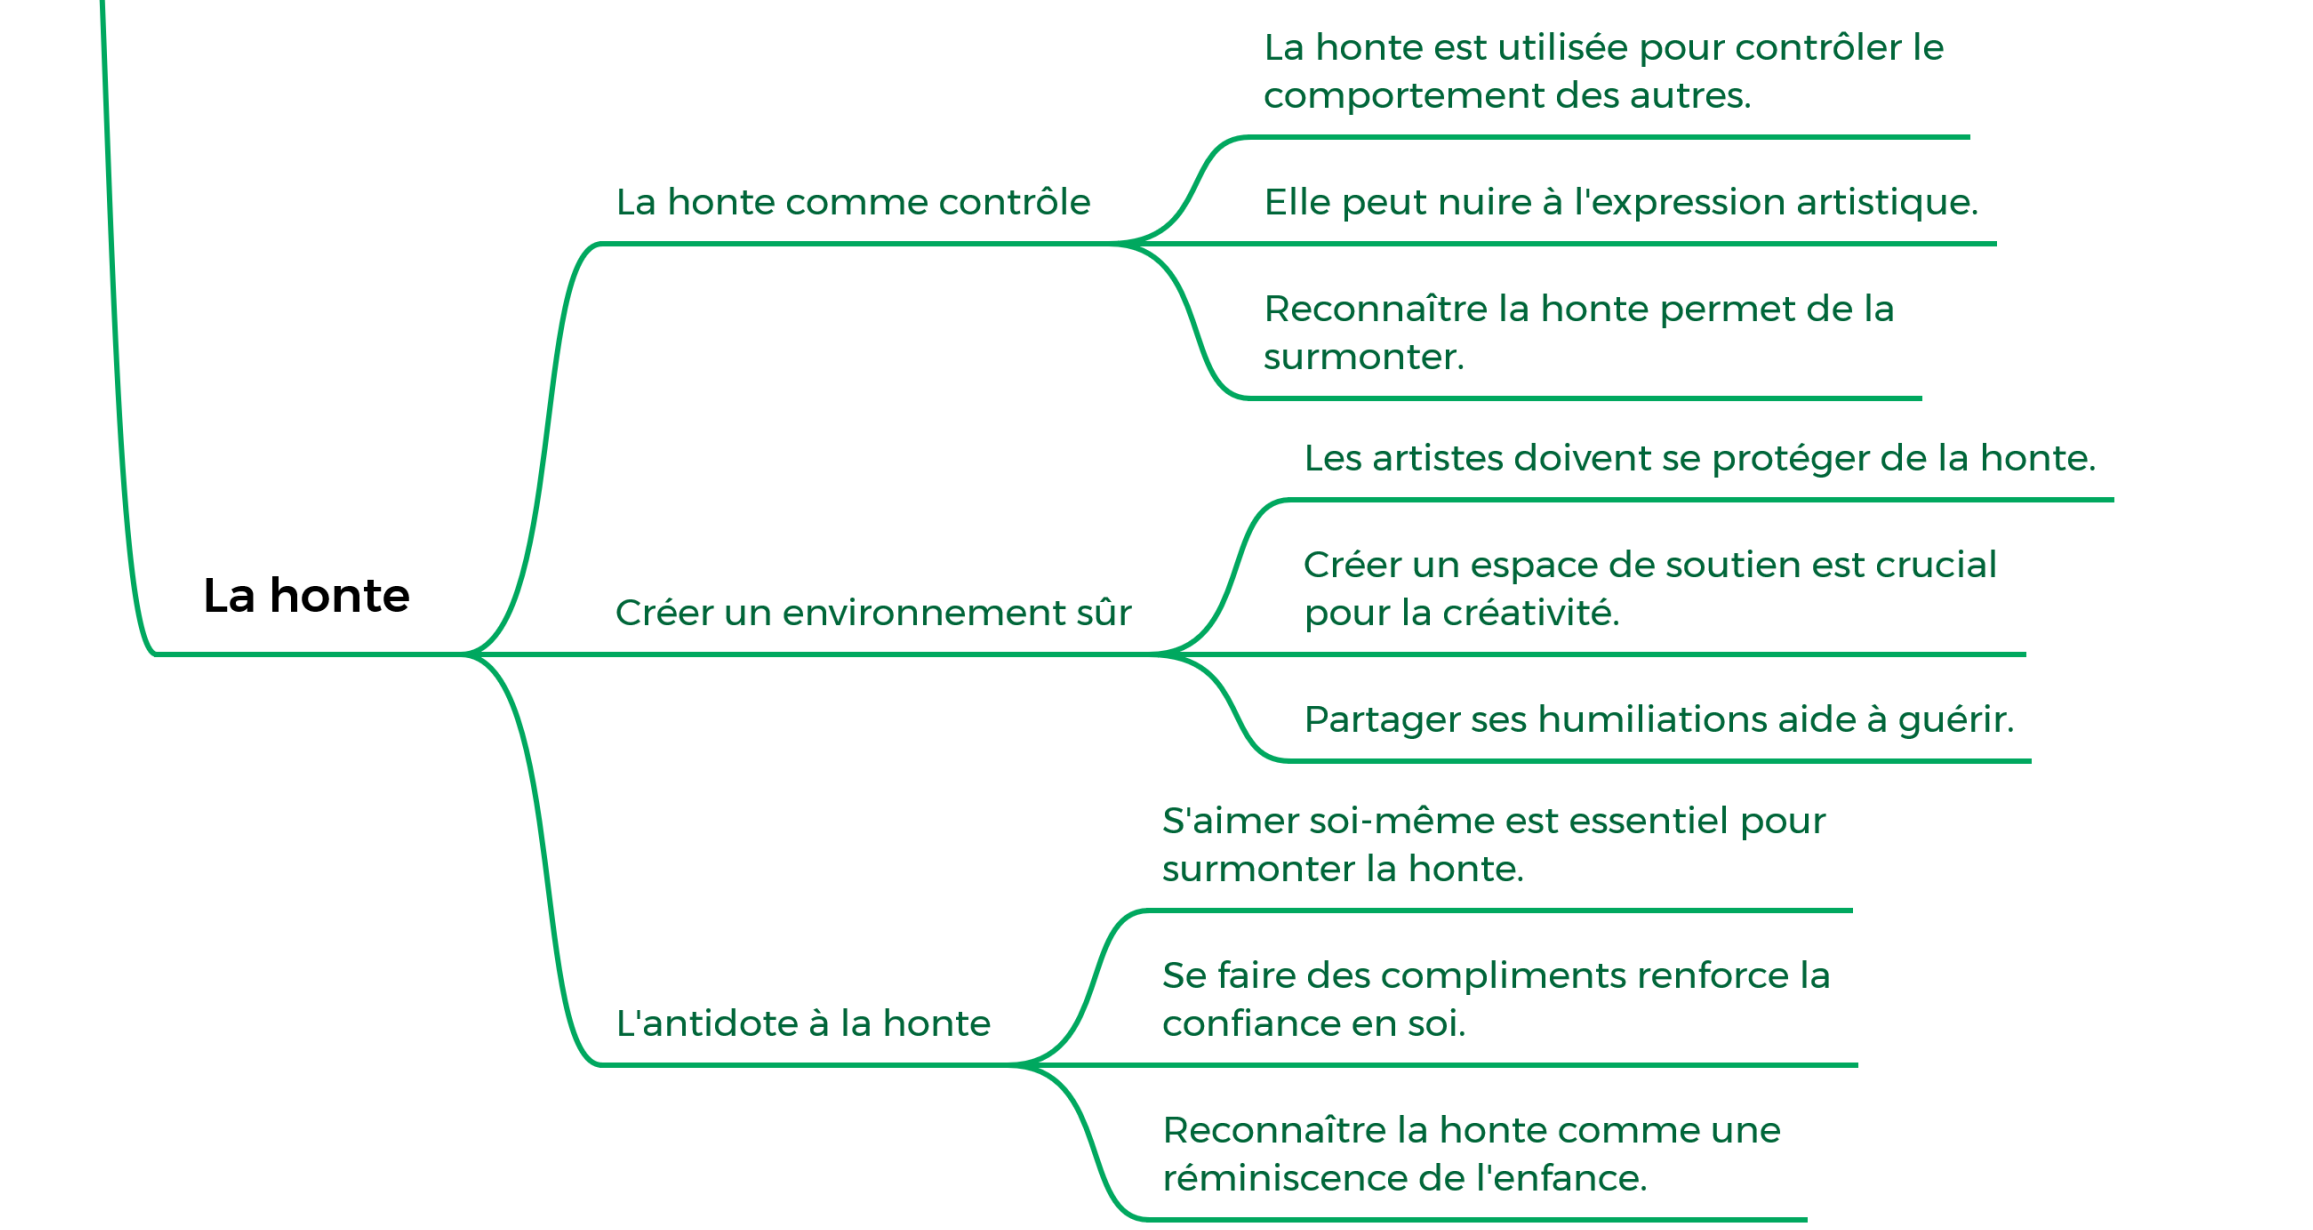 La honte est utilisée pour contrôler le
comportement des autres.
La honte comme contrôle
Elle peut nuire à l'expression artistique.
Reconnaître la honte permet de la
surmonter.
Les artistes doivent se protéger de la honte.
La honte
Créer un environnement sûr
Créer un espace de soutien est crucial
pour la créativité.
Partager ses humiliations aide à guérir.
S'aimer soi-même est essentiel pour
surmonter la honte.
L'antidote à la honte
Se faire des compliments renforce la
confiance en soi.
Reconnaître la honte comme une
réminiscence de l'enfance.